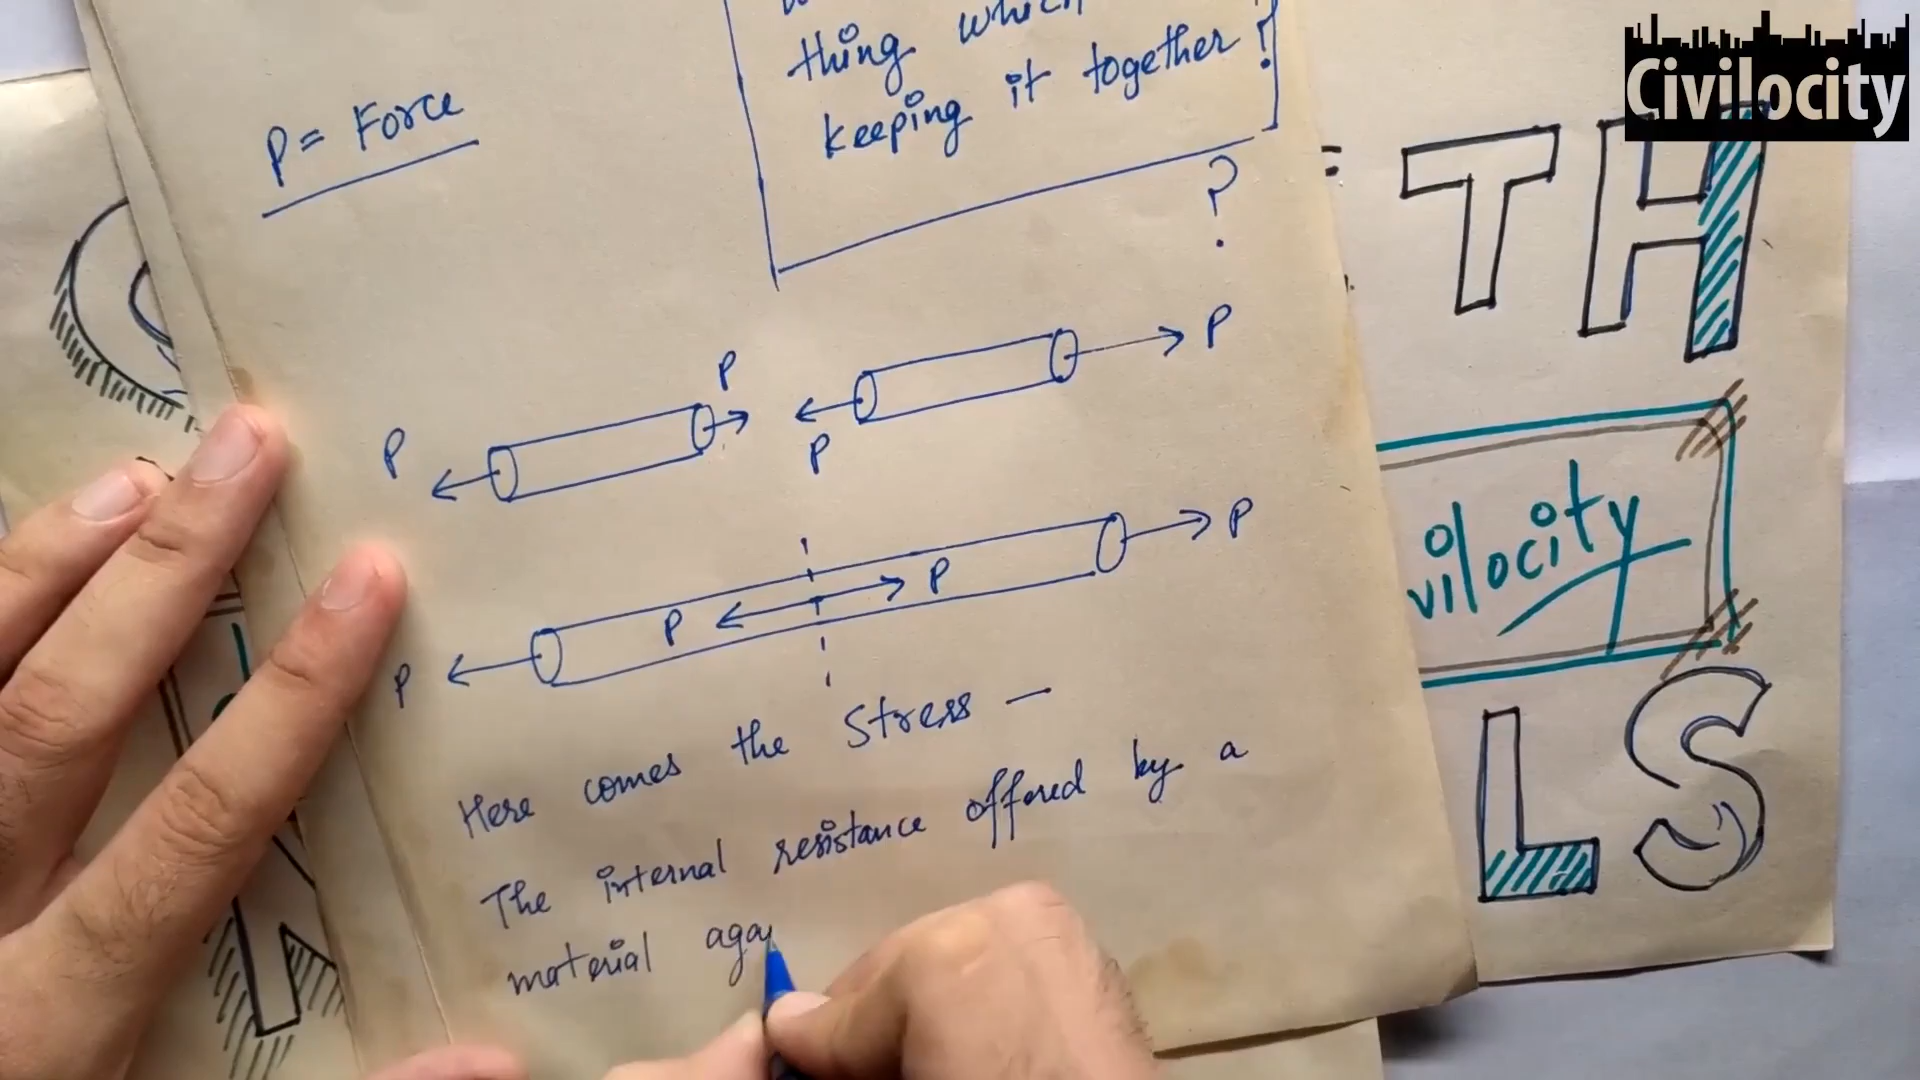 Civilocity
thing which
keeping it together?
P = Force
?
TH
P
P
P
P
vilocity
P
P
P
P
LS
Here comes the Stress —
The internal resistance offered by a
material agai